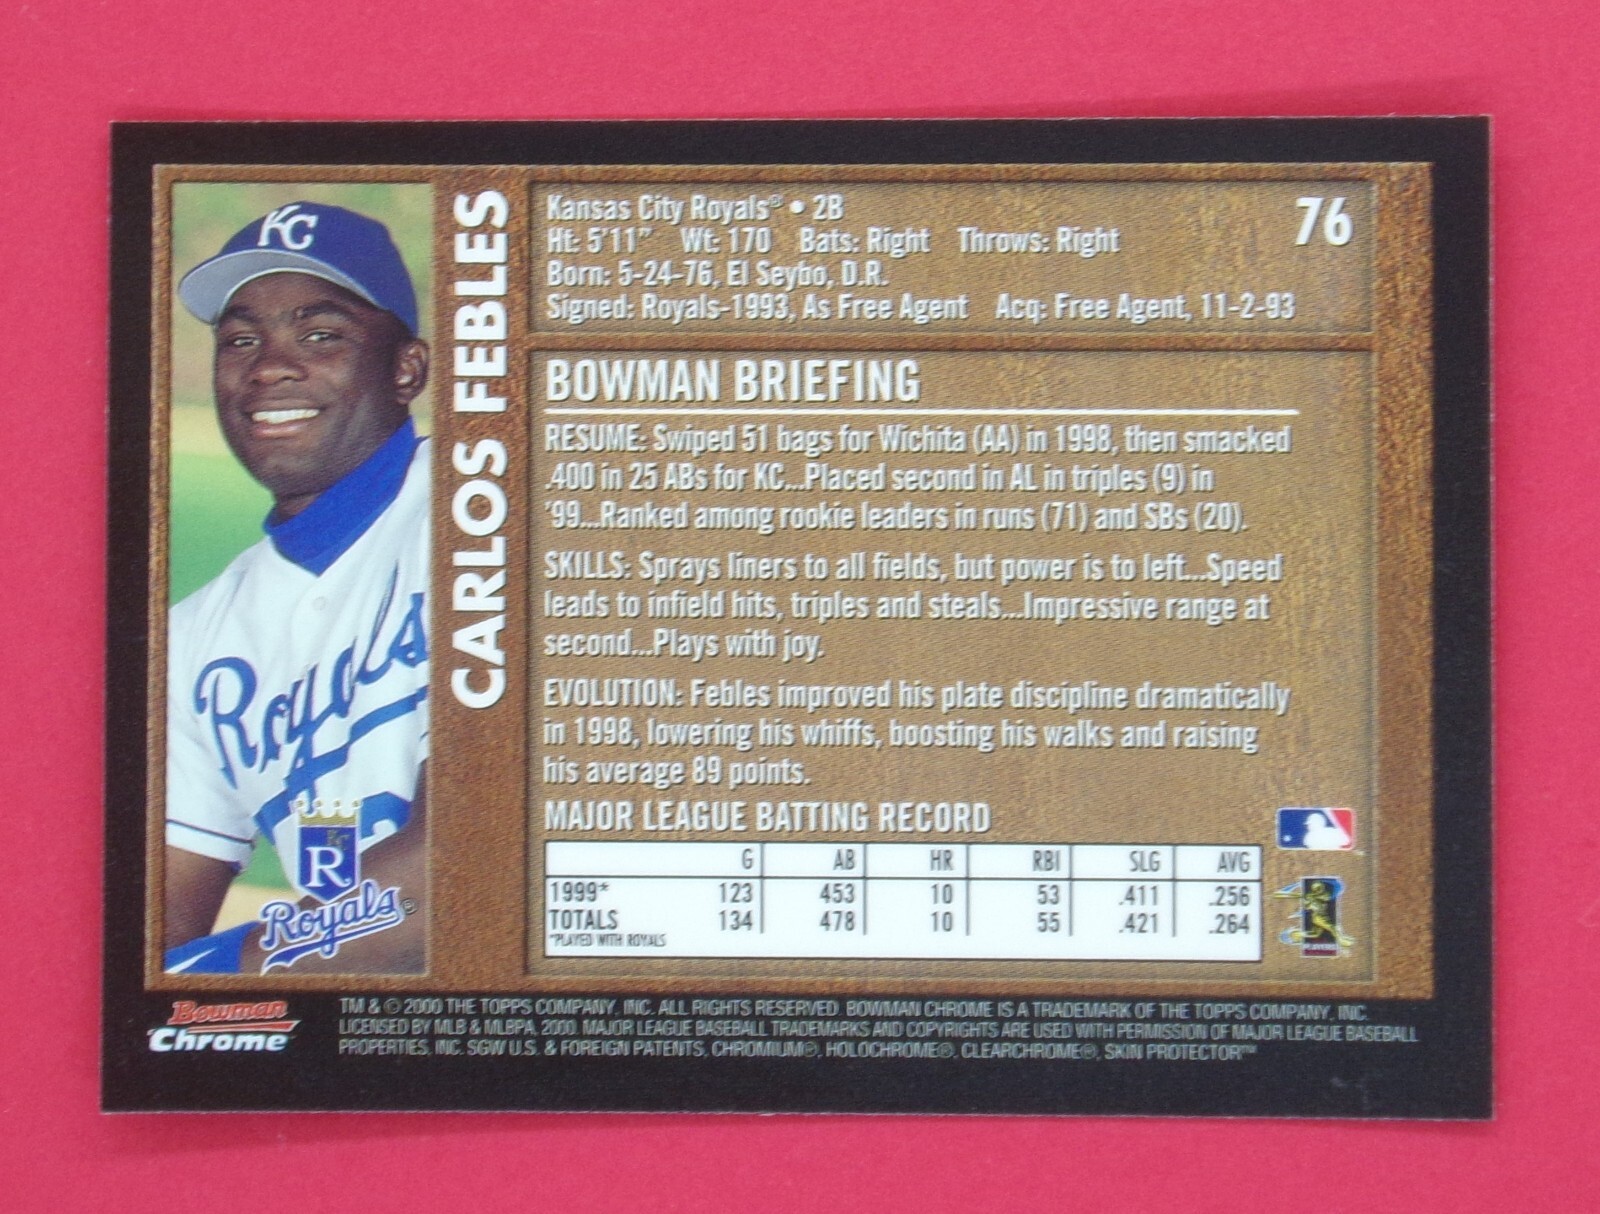 KC
Royals
R
Royals®
CARLOS FEBLES
Kansas City Royals® • 2B
76
Ht: 5'11" Wt: 170 Bats: Right Throws: Right
Born: 5-24-76, El Seybo, D.R.
Signed: Royals-1993, As Free Agent Acq: Free Agent, 11-2-93
BOWMAN BRIEFING
RESUME: Swiped 51 bags for Wichita (AA) in 1998, then smacked
.400 in 25 ABs for KC...Placed second in AL in triples (9) in
'99...Ranked among rookie leaders in runs (71) and SBs (20).
SKILLS: Sprays liners to all fields, but power is to left...Speed
leads to infield hits, triples and steals...Impressive range at
second...Plays with joy.
EVOLUTION: Febles improved his plate discipline dramatically
in 1998, lowering his whiffs, boosting his walks and raising
his average 89 points.
MAJOR LEAGUE BATTING RECORD
G AB HR RBI SLG AVG
1999* 123 453 10 53 .411 .256
TOTALS 134 478 10 55 .421 .264
*PLAYED WITH ROYALS
PLAYERS
Bowman
Chrome
TM & © 2000 THE TOPPS COMPANY, INC. ALL RIGHTS RESERVED. BOWMAN CHROME IS A TRADEMARK OF THE TOPPS COMPANY, INC.
LICENSED BY MLB & MLBPA, 2000. MAJOR LEAGUE BASEBALL TRADEMARKS AND COPYRIGHTS ARE USED WITH PERMISSION OF MAJOR LEAGUE BASEBALL
PROPERTIES, INC. SGW U.S. & FOREIGN PATENTS, CHROMIUM®, HOLOCHROME®, CLEARCHROME®, SKIN PROTECTOR™